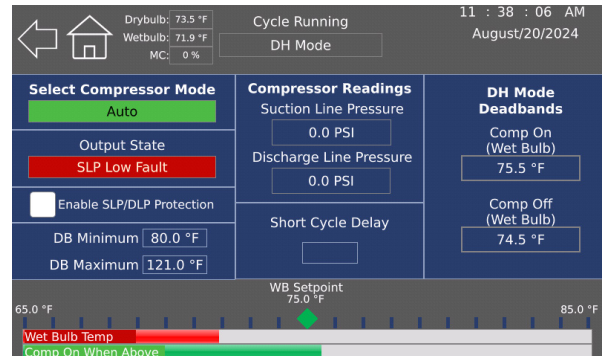 Drybulb: 73.5 °F
Wetbulb: 71.9 °F
MC: 0 %
Cycle Running
DH Mode
11 : 38 : 06 AM
August/20/2024
Select Compressor Mode
Auto
Output State
SLP Low Fault
Enable SLP/DLP Protection
DB Minimum 80.0 °F
DB Maximum 121.0 °F
Compressor Readings
Suction Line Pressure
0.0 PSI
Discharge Line Pressure
0.0 PSI
Short Cycle Delay
DH Mode
Deadbands
Comp On
(Wet Bulb)
75.5 °F
Comp Off
(Wet Bulb)
74.5 °F
WB Setpoint
75.0 °F
65.0 °F
85.0 °F
Wet Bulb Temp
Comp On When Above